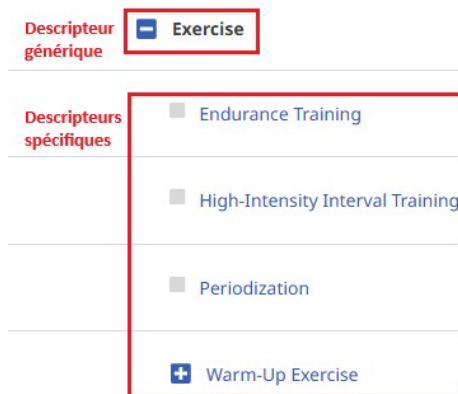 Descripteur
générique
Exercise
Descripteurs
spécifiques
Endurance Training
High-Intensity Interval Training
Periodization
Warm-Up Exercise